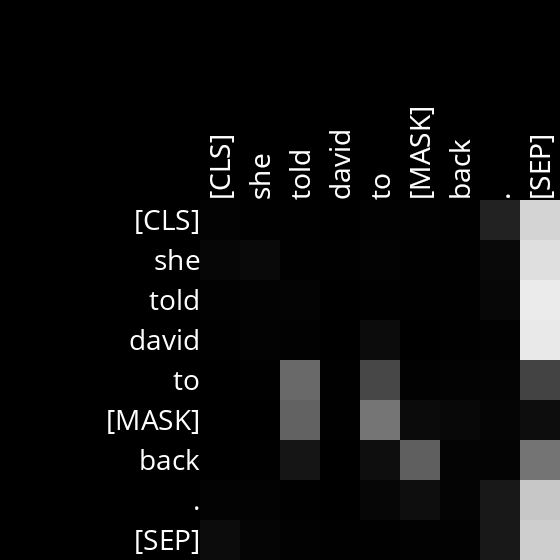 [CLS] she told david to [MASK] back . [SEP]
[CLS]
she
told
david
to
[MASK]
back
.
[SEP]